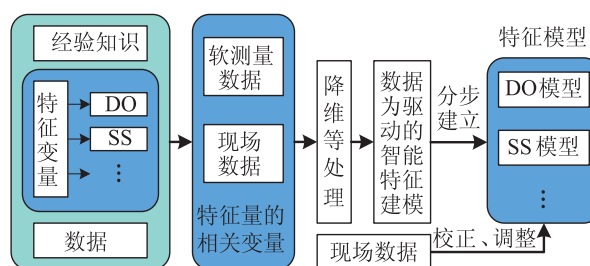 经验知识
特征变量
DO
SS
⋮
数据
软测量
数据
现场
数据
特征量的
相关变量
降维等处理
数据
为驱
动的
智能
特征
建模
分步
建立
特征模型
DO模型
SS模型
⋮
现场数据
校正、调整